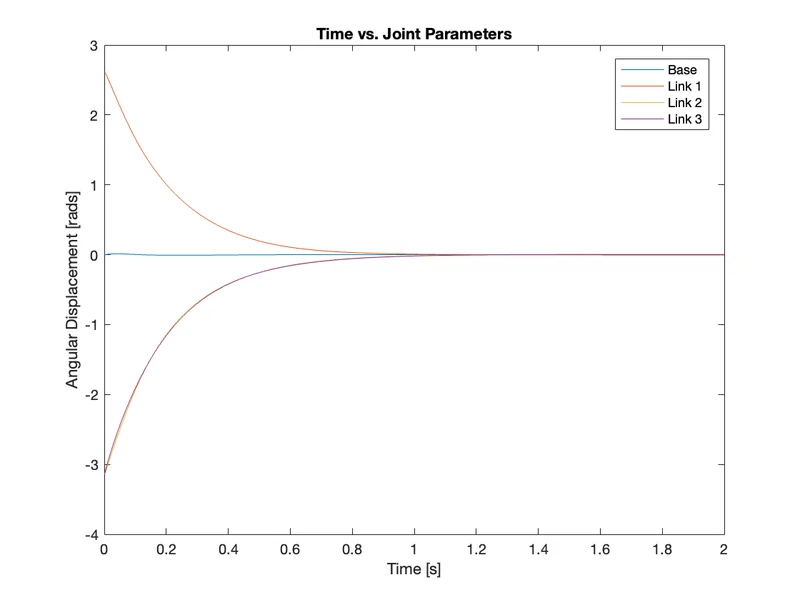 Time vs. Joint Parameters
3
2
1
0
-1
-2
-3
-4
Angular Displacement [rads]
Base
Link 1
Link 2
Link 3
0 0.2 0.4 0.6 0.8 1 1.2 1.4 1.6 1.8 2
Time [s]